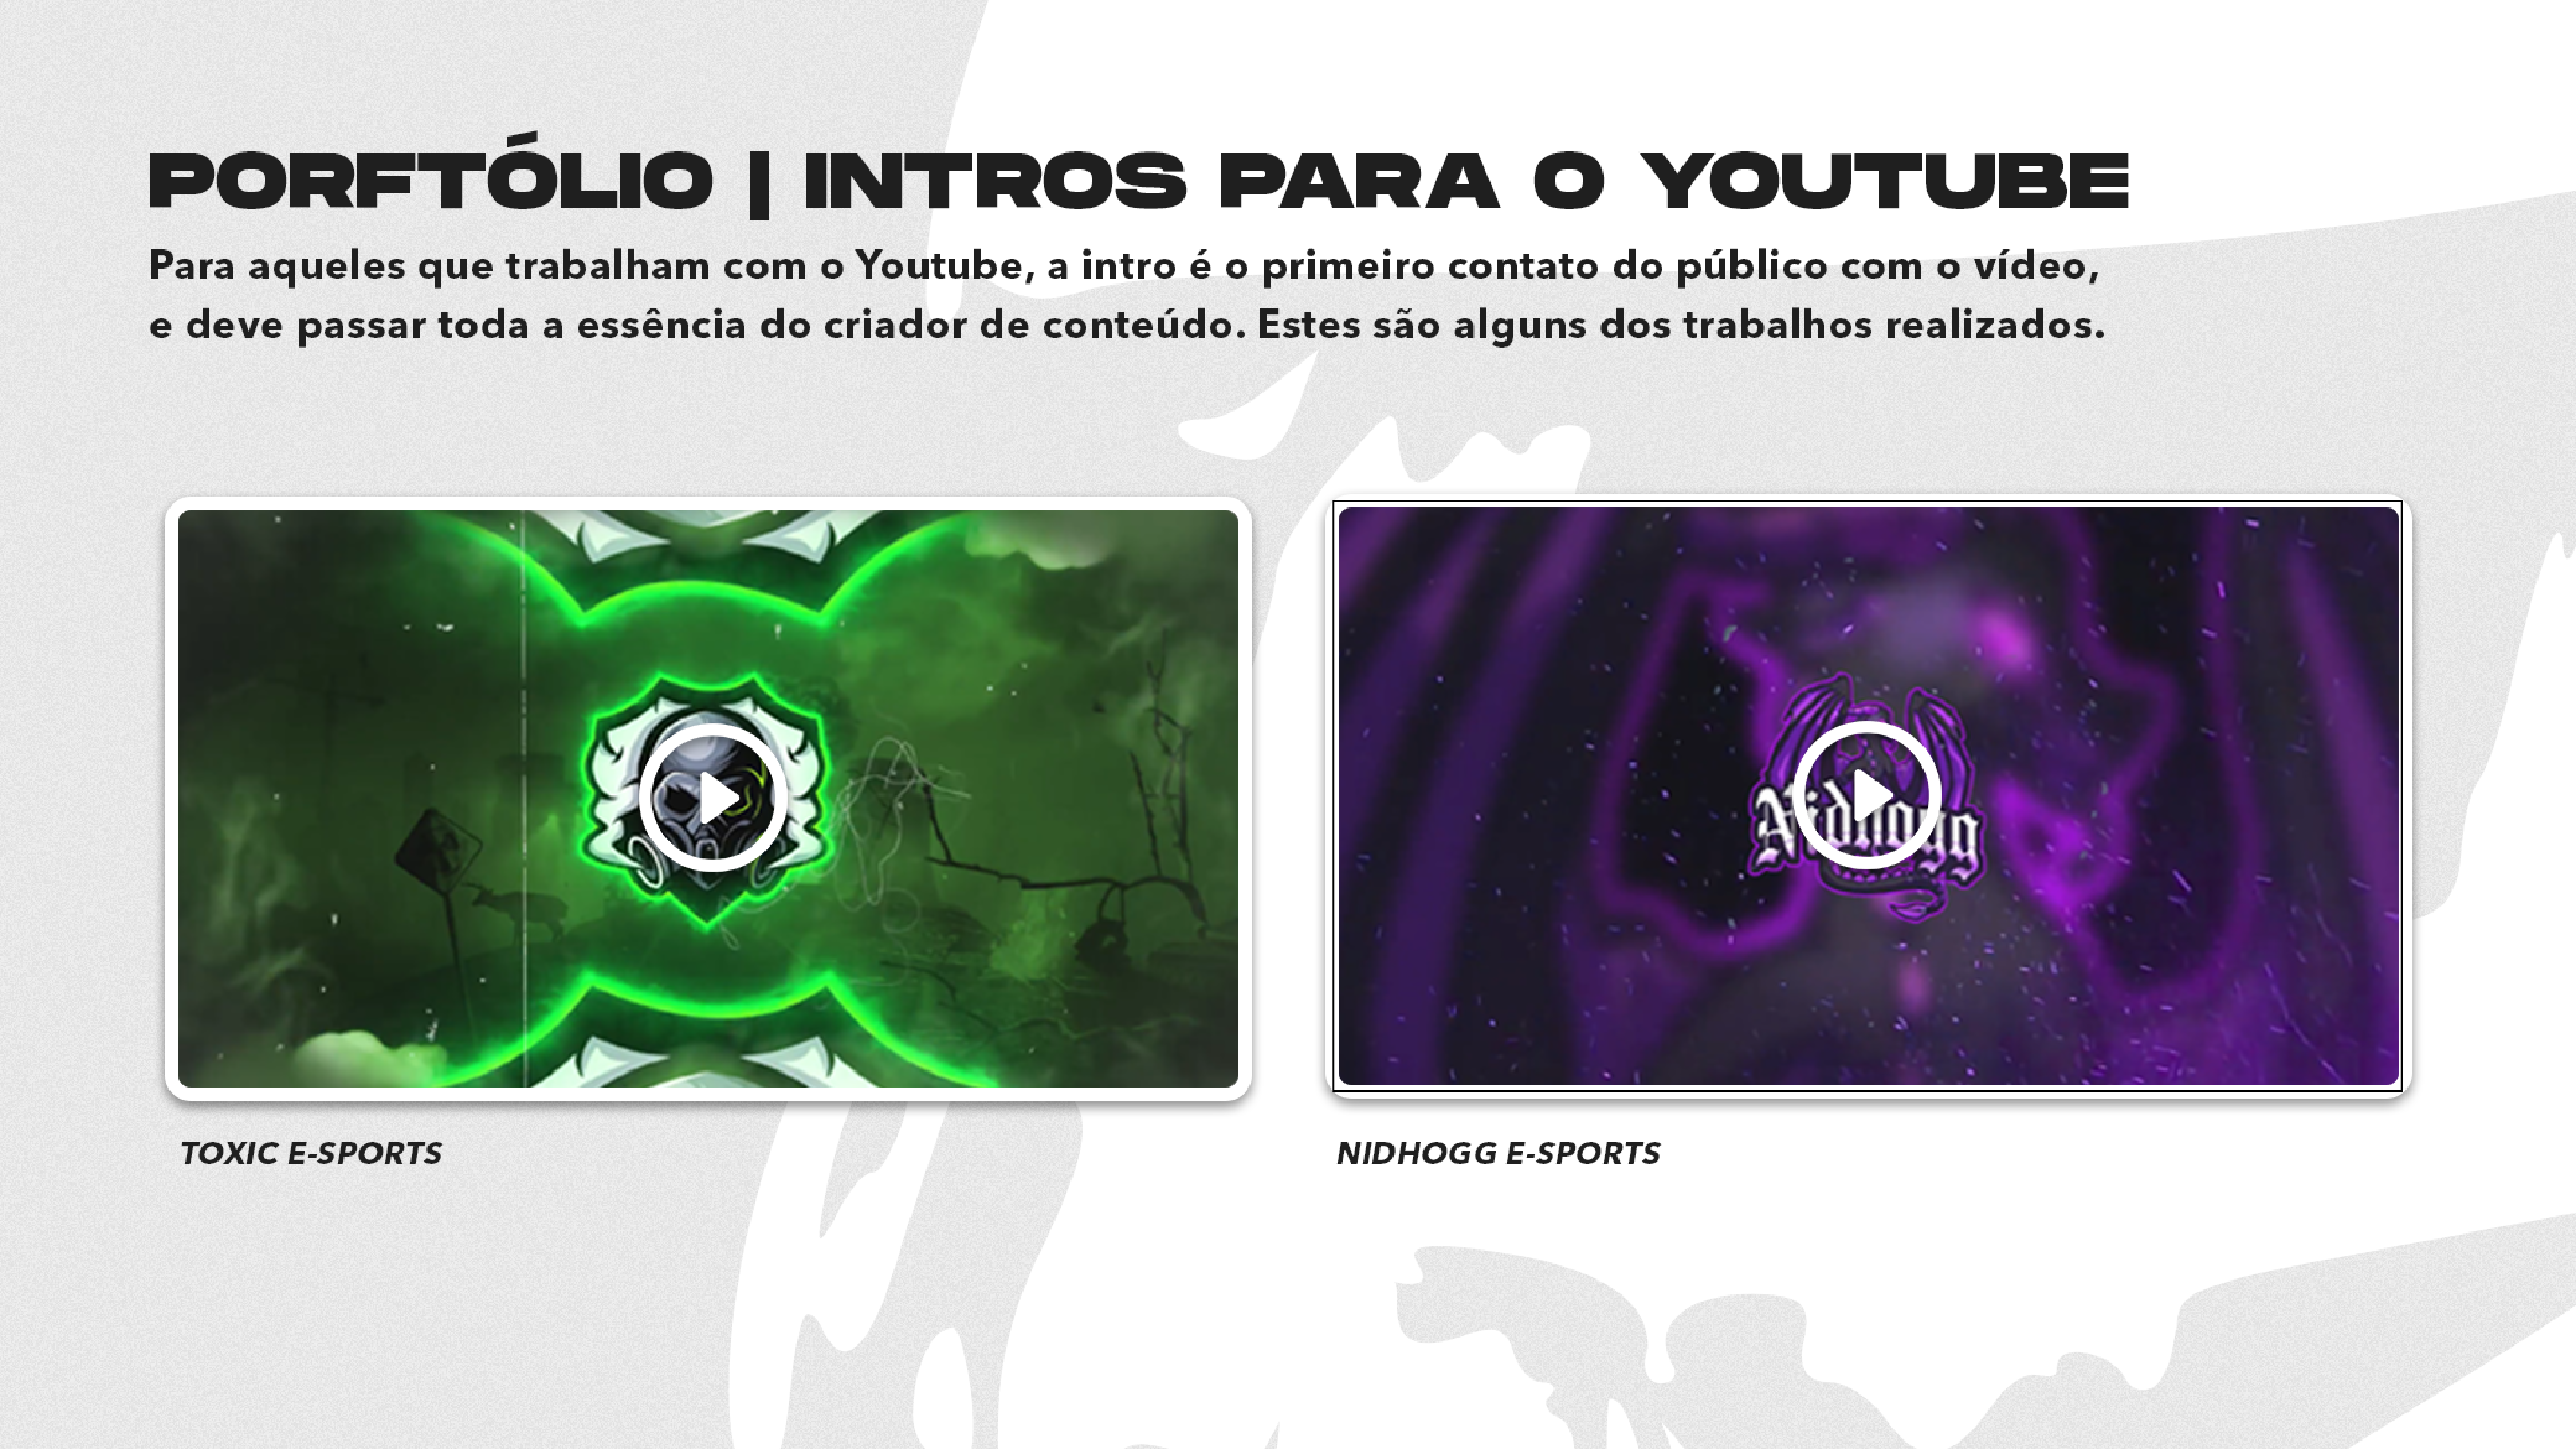 PORFTÓLIO | INTROS PARA O YOUTUBE
Para aqueles que trabalham com o Youtube, a intro é o primeiro contato do público com o vídeo,
e deve passar toda a essência do criador de conteúdo. Estes são alguns dos trabalhos realizados.
Nidhogg
TOXIC E-SPORTS
NIDHOGG E-SPORTS